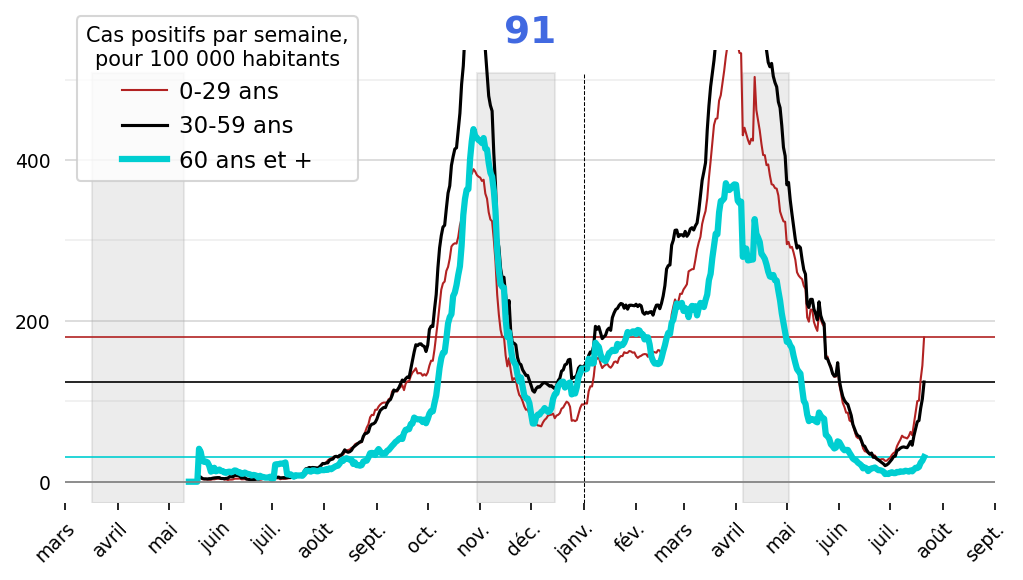 91
Cas positifs par semaine,
pour 100 000 habitants
0-29 ans
30-59 ans
60 ans et +
400
200
0
mars
avril
mai
juin
juil.
août
sept.
oct.
nov.
déc.
janv.
fév.
mars
avril
mai
juin
juil.
août
sept.